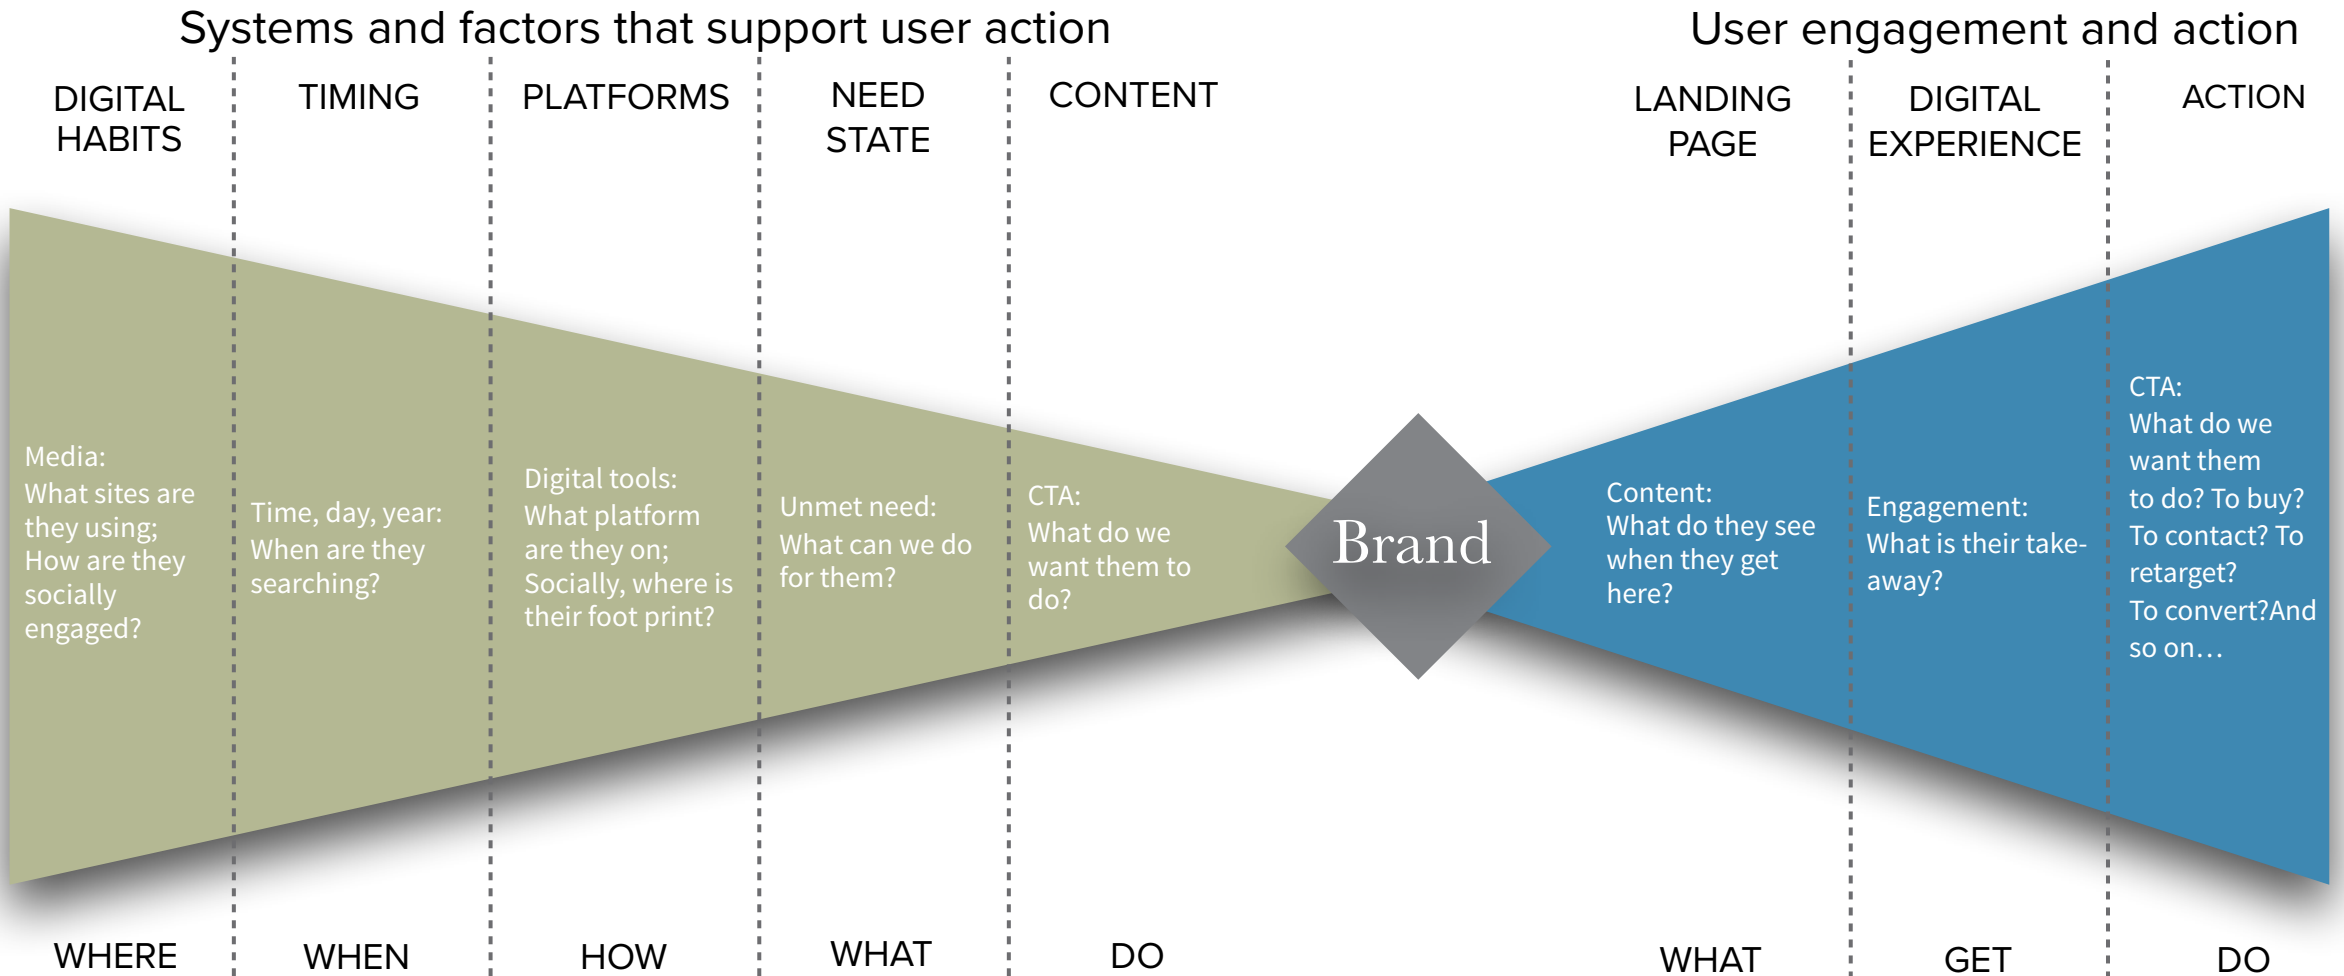 Systems and factors that support user action
User engagement and action
DIGITAL
HABITS
TIMING
PLATFORMS
NEED
STATE
CONTENT
LANDING
PAGE
DIGITAL
EXPERIENCE
ACTION
Media:
What sites are
they using;
How are they
socially
engaged?
Time, day, year:
When are they
searching?
Digital tools:
What platform
are they on;
Socially, where is
their foot print?
Unmet need:
What can we do
for them?
CTA:
What do we
want them to
do?
Brand
Content:
What do they see
when they get
here?
Engagement:
What is their take-
away?
CTA:
What do we
want them
to do? To buy?
To contact? To
retarget?
To convert?And
so on…
WHERE
WHEN
HOW
WHAT
DO
WHAT
GET
DO